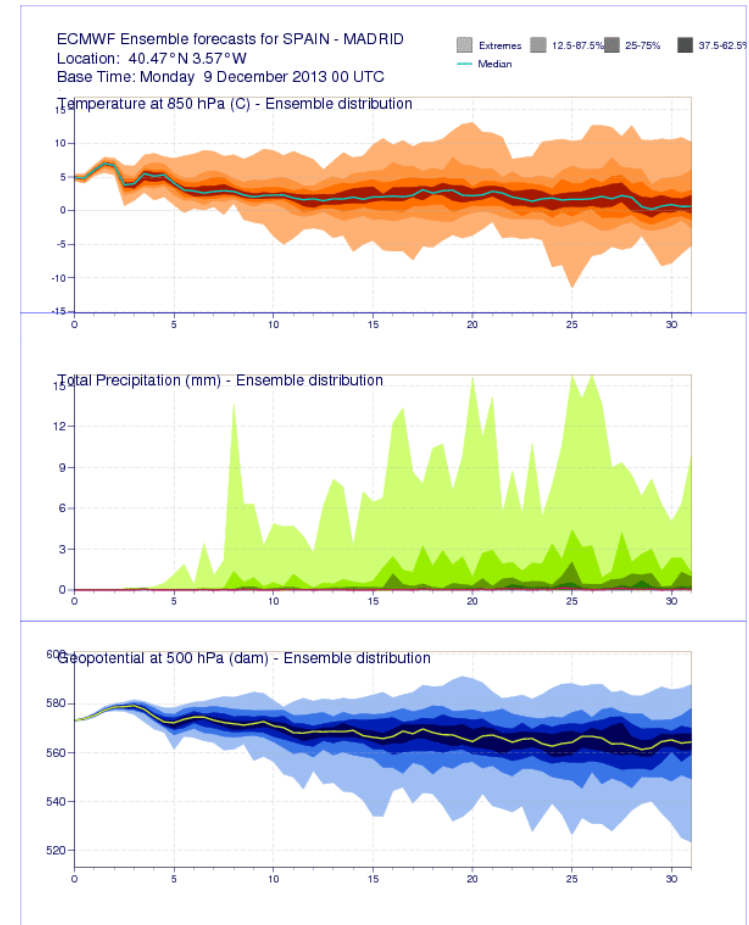 ECMWF Ensemble forecasts for SPAIN - MADRID
Location: 40.47°N 3.57°W
Base Time: Monday 9 December 2013 00 UTC
Extremes 12.5-87.5% 25-75% 37.5-62.5%
Median
Temperature at 850 hPa (C) - Ensemble distribution
15
10
5
0
-5
-10
-15
0 5 10 15 20 25 30
Total Precipitation (mm) - Ensemble distribution
15
12
9
6
3
0
0 5 10 15 20 25 30
Geopotential at 500 hPa (dam) - Ensemble distribution
600
580
560
540
520
0 5 10 15 20 25 30